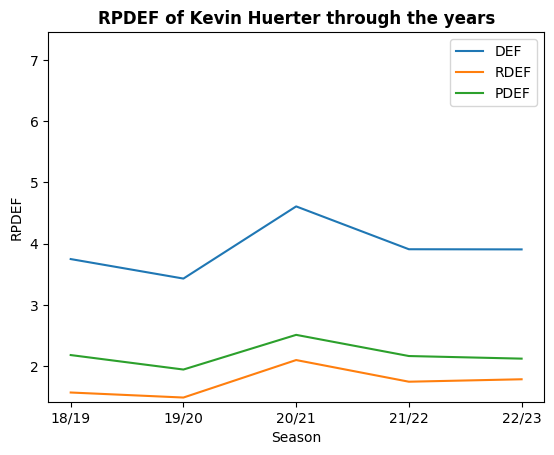 RPDEF of Kevin Huerter through the years
DEF
RDEF
PDEF
7
6
5
4
3
2
RPDEF
18/19 19/20 20/21 21/22 22/23
Season